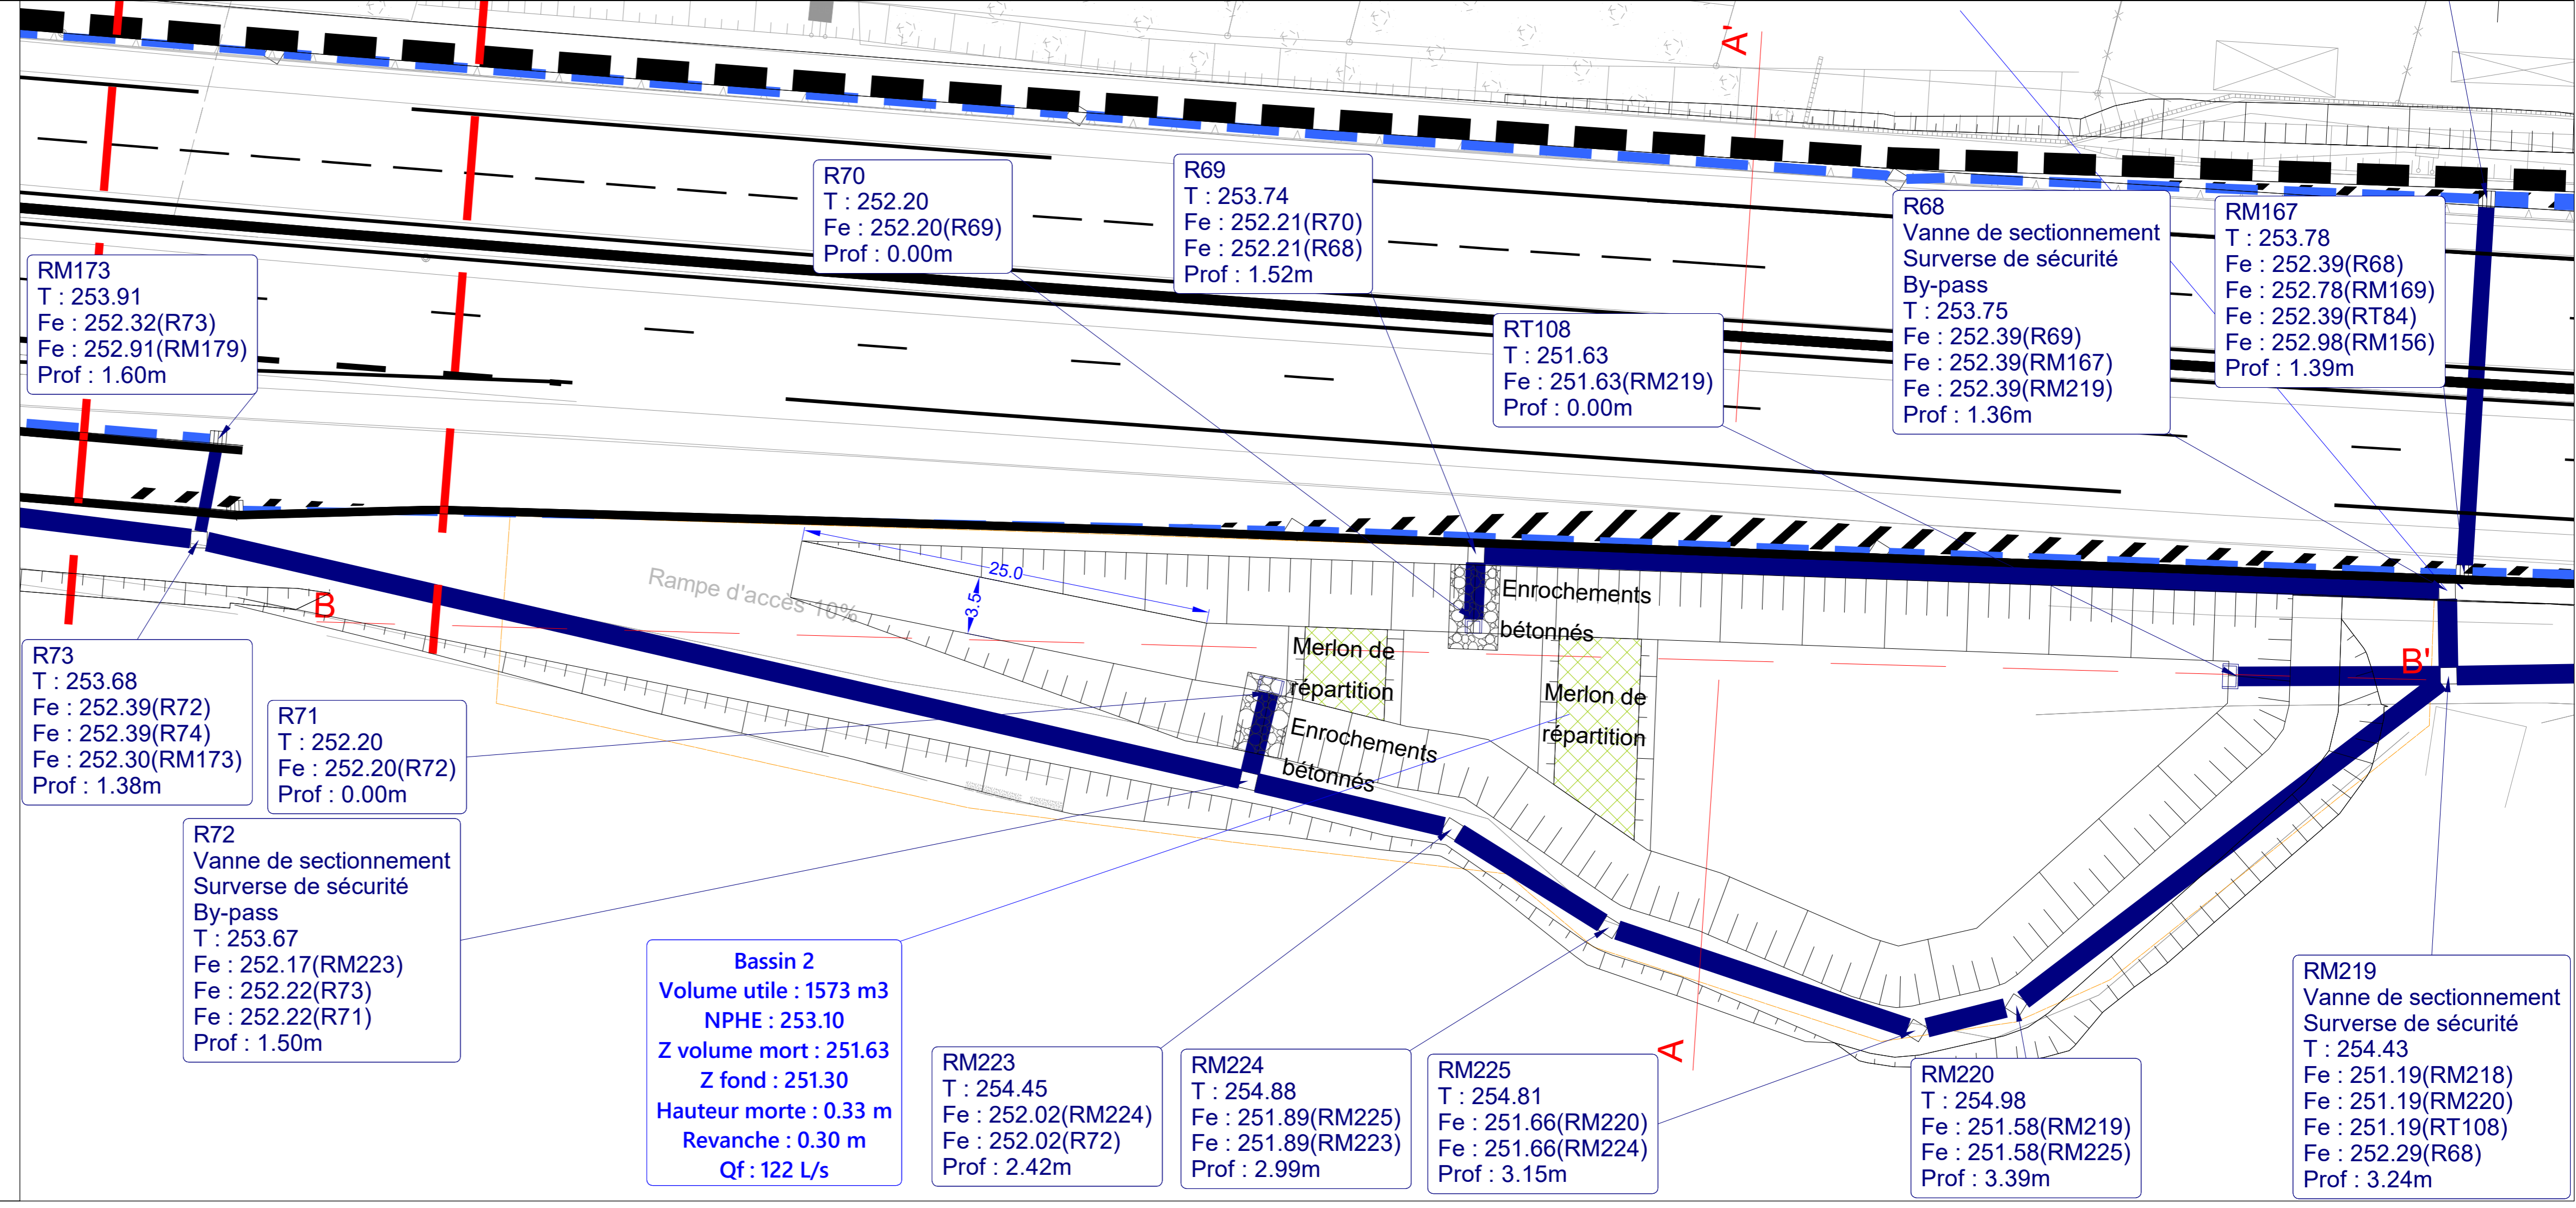 A'
R70
T : 252.20
Fe : 252.20(R69)
Prof : 0.00m
R69
T : 253.74
Fe : 252.21(R70)
Fe : 252.21(R68)
Prof : 1.52m
R68
Vanne de sectionnement
Surverse de sécurité
By-pass
T : 253.75
Fe : 252.39(R69)
Fe : 252.39(RM167)
Fe : 252.39(RM219)
Prof : 1.36m
RM167
T : 253.78
Fe : 252.39(R68)
Fe : 252.78(RM169)
Fe : 252.39(RT84)
Fe : 252.98(RM156)
Prof : 1.39m
RM173
T : 253.91
Fe : 252.32(R73)
Fe : 252.91(RM179)
Prof : 1.60m
RT108
T : 251.63
Fe : 251.63(RM219)
Prof : 0.00m
25.0
3.5
Rampe d'accès 10%
B
Enrochements
bétonnés
Merlon de
répartition
Merlon de
répartition
Enrochements
bétonnés
B'
R73
T : 253.68
Fe : 252.39(R72)
Fe : 252.39(R74)
Fe : 252.30(RM173)
Prof : 1.38m
R71
T : 252.20
Fe : 252.20(R72)
Prof : 0.00m
R72
Vanne de sectionnement
Surverse de sécurité
By-pass
T : 253.67
Fe : 252.17(RM223)
Fe : 252.22(R73)
Fe : 252.22(R71)
Prof : 1.50m
Bassin 2
Volume utile : 1573 m3
NPHE : 253.10
Z volume mort : 251.63
Z fond : 251.30
Hauteur morte : 0.33 m
Revanche : 0.30 m
Qf : 122 L/s
RM223
T : 254.45
Fe : 252.02(RM224)
Fe : 252.02(R72)
Prof : 2.42m
RM224
T : 254.88
Fe : 251.89(RM225)
Fe : 251.89(RM223)
Prof : 2.99m
RM225
T : 254.81
Fe : 251.66(RM220)
Fe : 251.66(RM224)
Prof : 3.15m
A
RM220
T : 254.98
Fe : 251.58(RM219)
Fe : 251.58(RM225)
Prof : 3.39m
RM219
Vanne de sectionnement
Surverse de sécurité
T : 254.43
Fe : 251.19(RM218)
Fe : 251.19(RM220)
Fe : 251.19(RT108)
Fe : 252.29(R68)
Prof : 3.24m